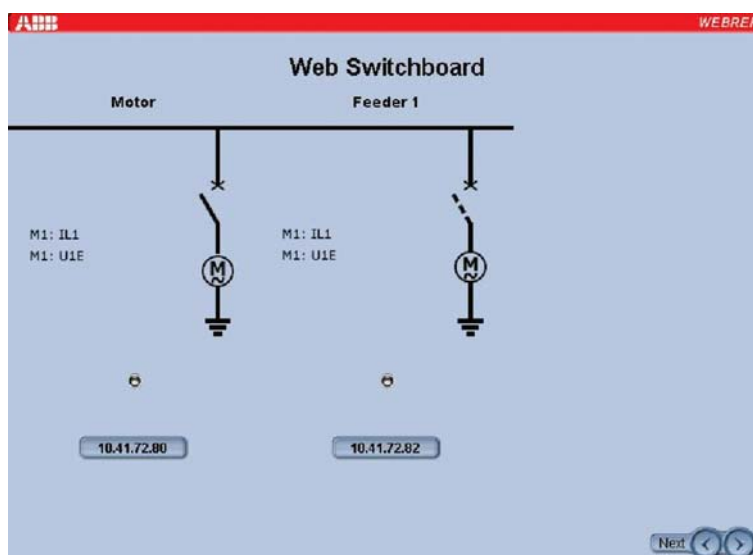 ABB
Web Switchboard
Motor
Feeder 1
M1: IL1
M1: U1E
M
M1: IL1
M1: U1E
M
10.41.72.80
10.41.72.82
Next